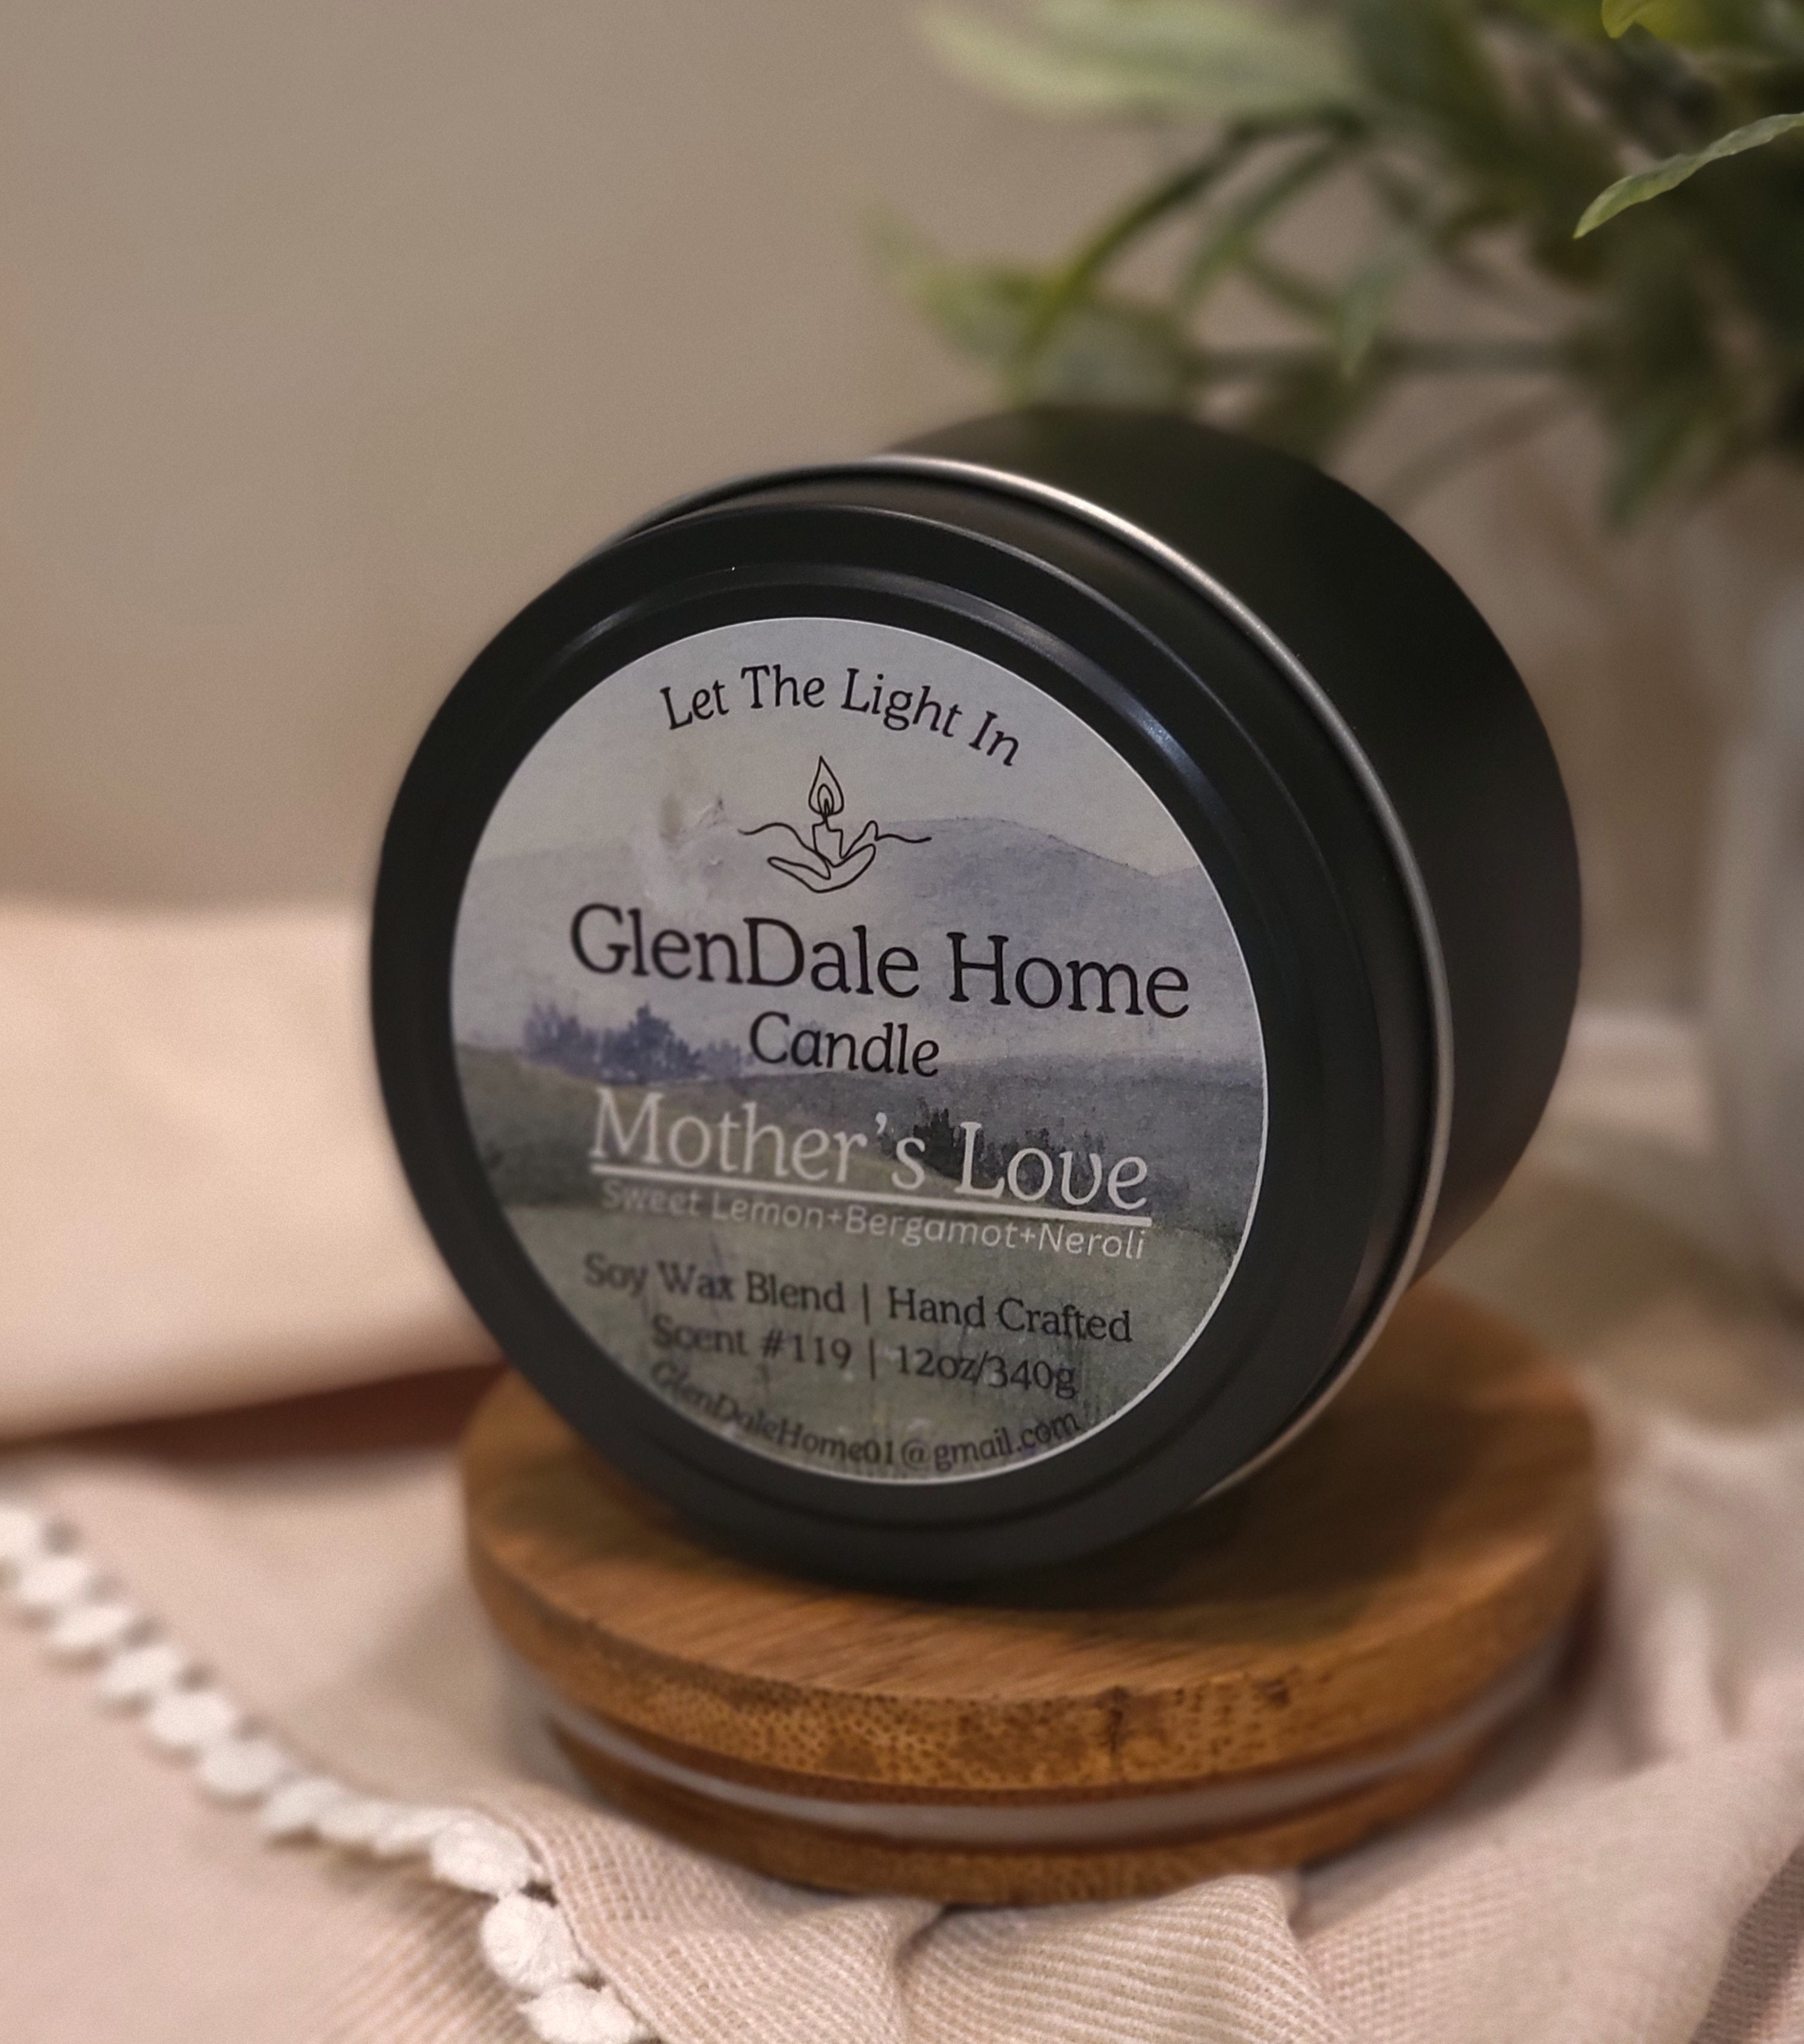 Let The Light In
GlenDale Home
Candle
Mother's Love
Sweet Lemon+Bergamot+Neroli
Soy Wax Blend | Hand Crafted
Scent #119 | 12oz/340g
GlenDaleHome01@gmail.com